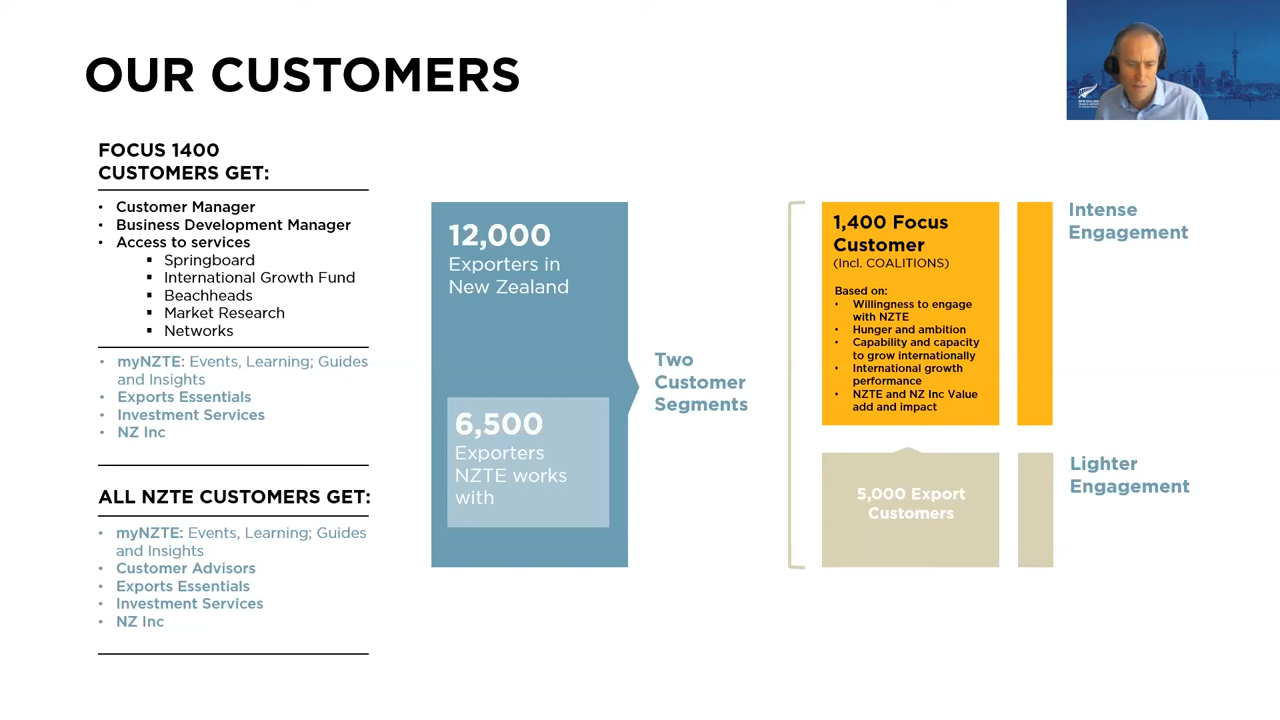 OUR CUSTOMERS
FOCUS 1400
CUSTOMERS GET:
• Customer Manager
• Business Development Manager
• Access to services
▪ Springboard
▪ International Growth Fund
▪ Beachheads
▪ Market Research
▪ Networks
• myNZTE: Events, Learning; Guides
and Insights
• Exports Essentials
• Investment Services
• NZ Inc
ALL NZTE CUSTOMERS GET:
• myNZTE: Events, Learning; Guides
and Insights
• Customer Advisors
• Exports Essentials
• Investment Services
• NZ Inc
12,000
Exporters in
New Zealand
6,500
Exporters
NZTE works
with
Two
Customer
Segments
1,400 Focus
Customer
(Incl. COALITIONS)
Based on:
• Willingness to engage
with NZTE
• Hunger and ambition
• Capability and capacity
to grow internationally
• International growth
performance
• NZTE and NZ Inc Value
add and impact
5,000 Export
Customers
Intense
Engagement
Lighter
Engagement